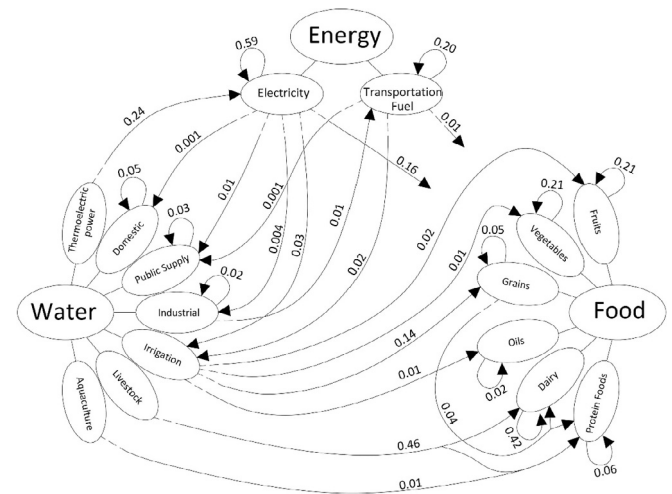 Energy
0.59
0.20
Electricity
Transportation
Fuel
0.24
0.001
0.01
0.16
0.05
0.01
0.001
0.21
0.21
Thermoelectric
power
Domestic
0.03
0.004
0.03
0.01
0.02
0.02
0.01
0.05
Vegetables
Fruits
Public Supply
0.02
Grains
Water
Industrial
Food
Irrigation
0.14
Oils
Aquaculture
Livestock
0.01
0.02
Dairy
Protein Foods
0.04
0.42
0.46
0.06
0.01